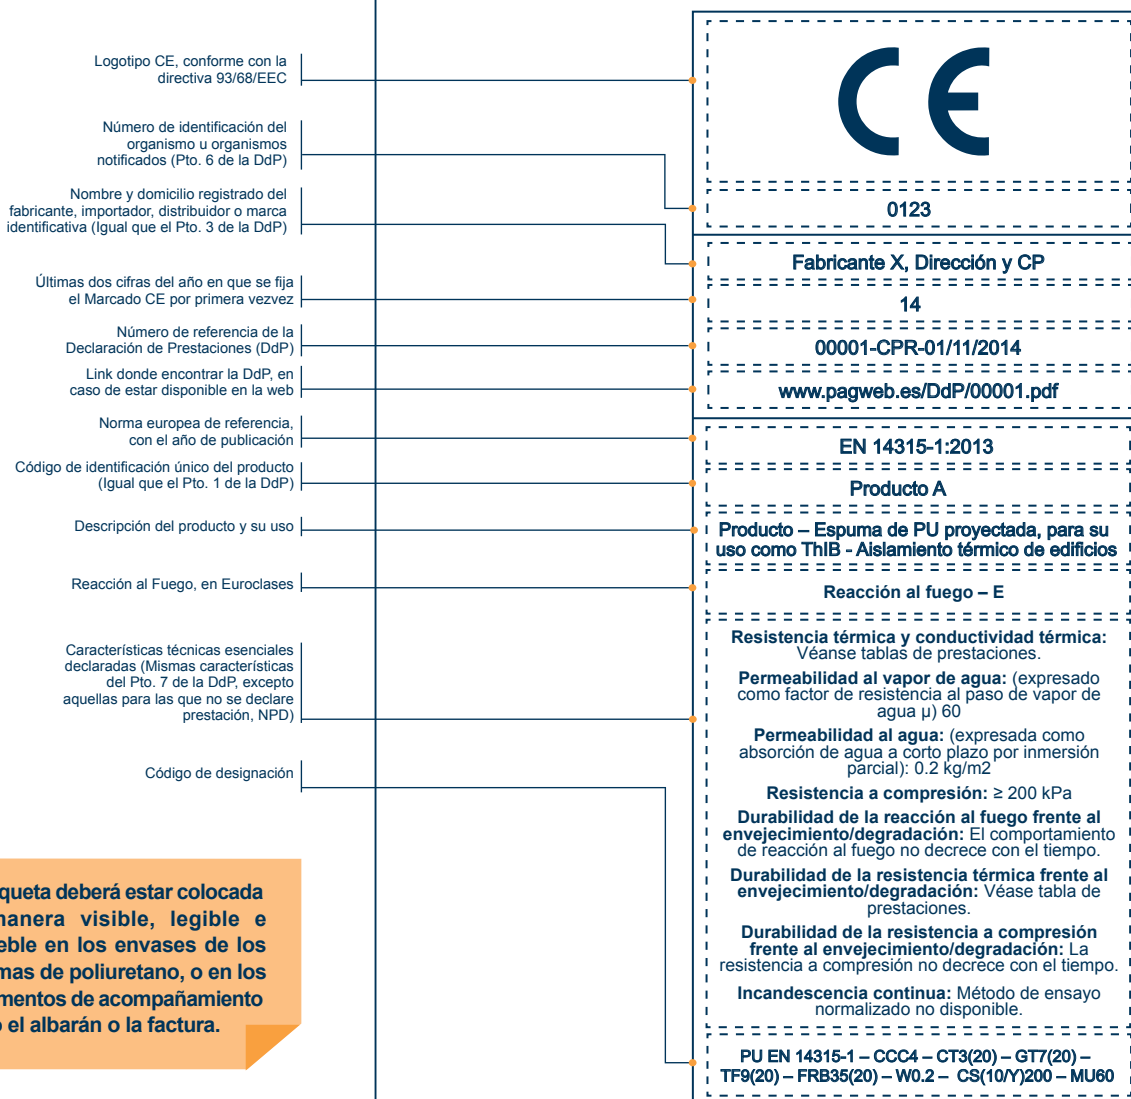 Logotipo CE, conforme con la
directiva 93/68/EEC
Número de identificación del
organismo u organismos
notificados (Pto. 6 de la DdP)
Nombre y domicilio registrado del
fabricante, importador, distribuidor o marca
identificativa (Igual que el Pto. 3 de la DdP)
Últimas dos cifras del año en que se fija
el Marcado CE por primera vezvez
Número de referencia de la
Declaración de Prestaciones (DdP)
Link donde encontrar la DdP, en
caso de estar disponible en la web
Norma europea de referencia,
con el año de publicación
Código de identificación único del producto
(Igual que el Pto. 1 de la DdP)
Descripción del producto y su uso
Reacción al Fuego, en Euroclases
Características técnicas esenciales
declaradas (Mismas características
del Pto. 7 de la DdP, excepto
aquellas para las que no se declare
prestación, NPD)
Código de designación
queta deberá estar colocada
manera visible, legible e
eble en los envases de los
mas de poliuretano, o en los
mentos de acompañamiento
o el albarán o la factura.
CE
0123
Fabricante X, Dirección y CP
14
00001-CPR-01/11/2014
www.pagweb.es/DdP/00001.pdf
EN 14315-1:2013
Producto A
Producto – Espuma de PU proyectada, para su
uso como ThIB - Aislamiento térmico de edificios
Reacción al fuego – E
Resistencia térmica y conductividad térmica:
Véanse tablas de prestaciones.
Permeabilidad al vapor de agua: (expresado
como factor de resistencia al paso de vapor de
agua μ) 60
Permeabilidad al agua: (expresada como
absorción de agua a corto plazo por inmersión
parcial): 0.2 kg/m2
Resistencia a compresión: ≥ 200 kPa
Durabilidad de la reacción al fuego frente al
envejecimiento/degradación: El comportamiento
de reacción al fuego no decrece con el tiempo.
Durabilidad de la resistencia térmica frente al
envejecimiento/degradación: Véase tabla de
prestaciones.
Durabilidad de la resistencia a compresión
frente al envejecimiento/degradación: La
resistencia a compresión no decrece con el tiempo.
Incandescencia continua: Método de ensayo
normalizado no disponible.
PU EN 14315-1 – CCC4 – CT3(20) – GT7(20) –
TF9(20) – FRB35(20) – W0.2 – CS(10/Y)200 – MU60